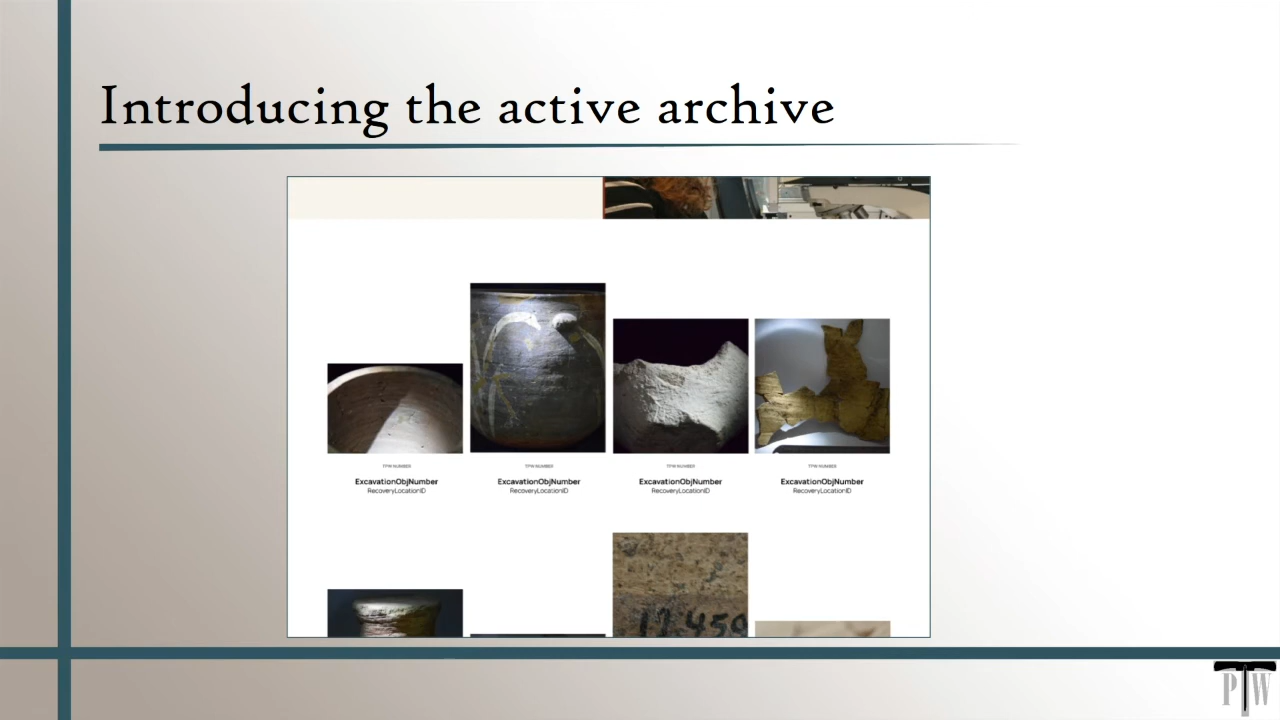 Introducing the active archive
TPW NUMBER TPW NUMBER TPW NUMBER TPW NUMBER
ExcavationObjNumber ExcavationObjNumber ExcavationObjNumber ExcavationObjNumber
RecoveryLocationID RecoveryLocationID RecoveryLocationID RecoveryLocationID
17.450
PTW